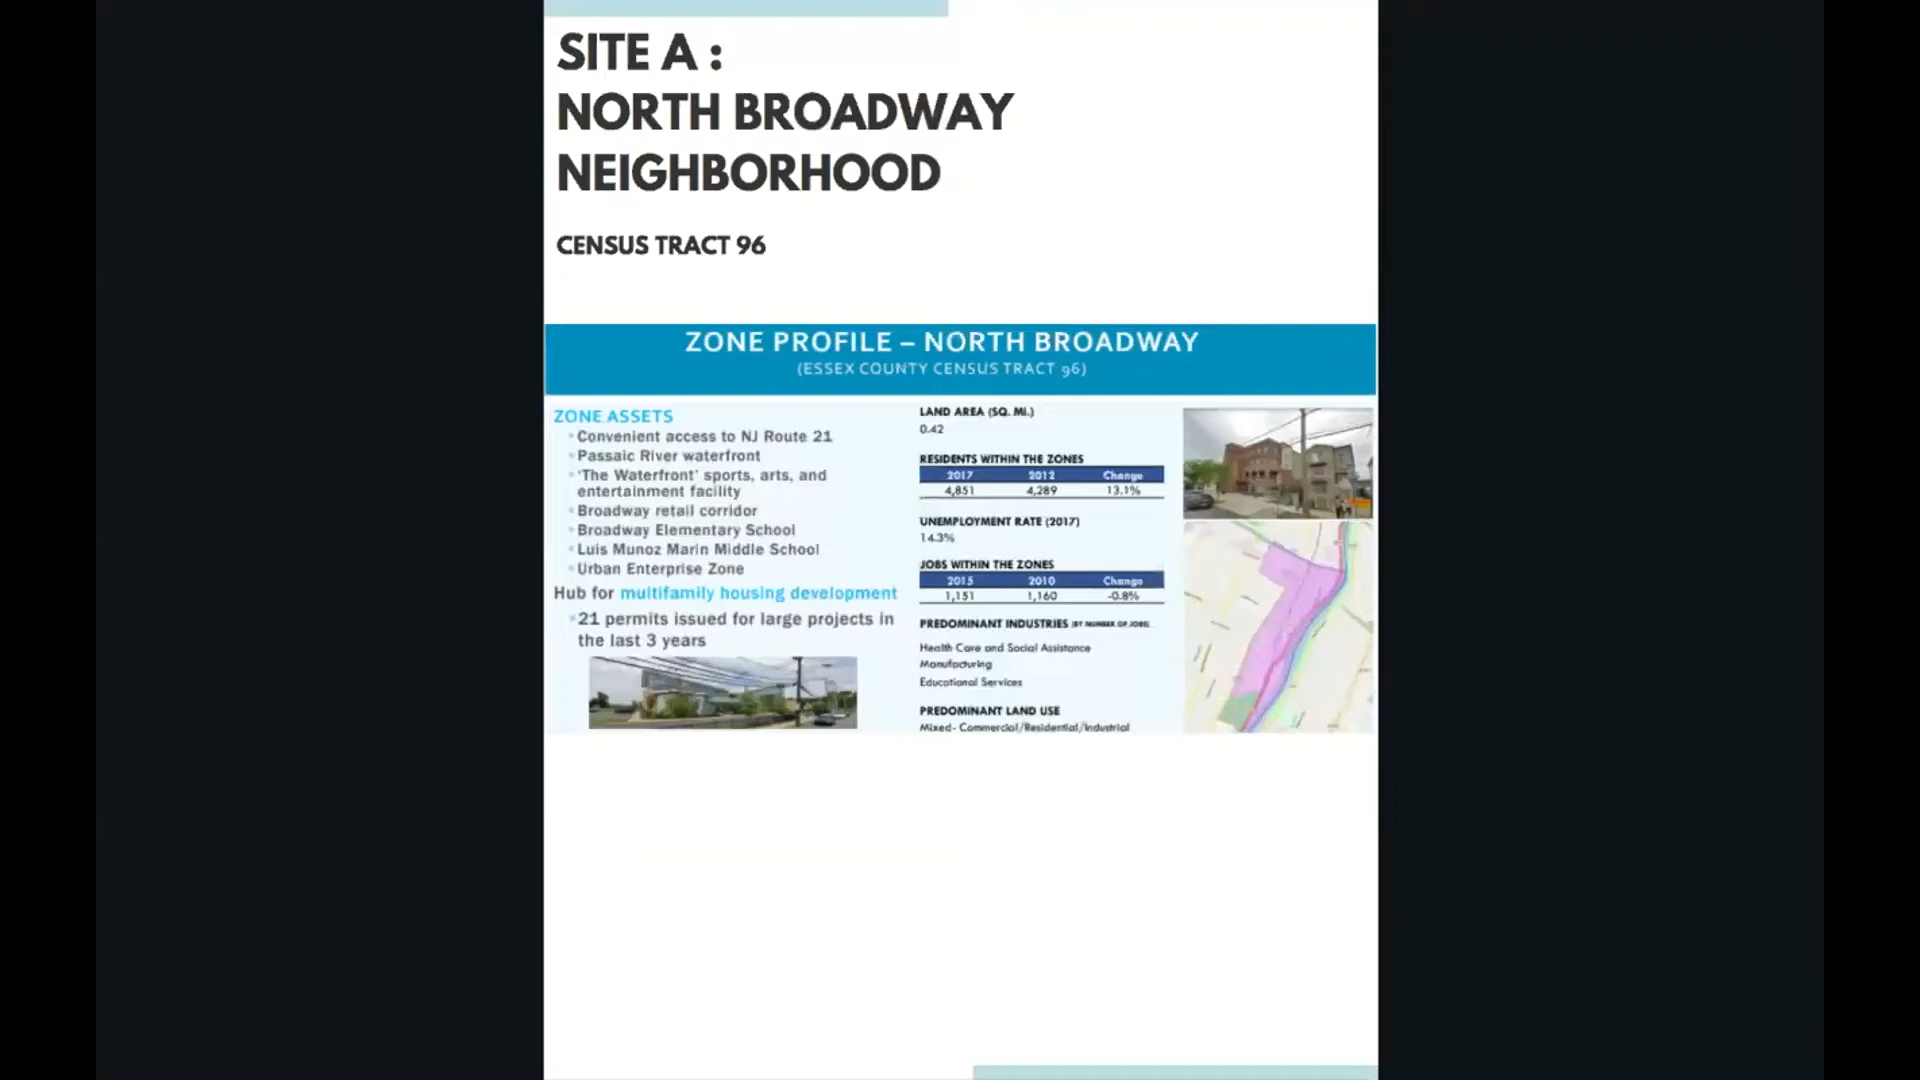 SITE A :
NORTH BROADWAY
NEIGHBORHOOD
CENSUS TRACT 96
ZONE PROFILE – NORTH BROADWAY
(ESSEX COUNTY CENSUS TRACT 96)
ZONE ASSETS
Convenient access to NJ Route 21
Passaic River waterfront
‘The Waterfront’ sports, arts, and
entertainment facility
Broadway retail corridor
Broadway Elementary School
Luis Munoz Marin Middle School
Urban Enterprise Zone
Hub for multifamily housing development
21 permits issued for large projects in
the last 3 years
LAND AREA (SQ. MI.)
0.42
RESIDENTS WITHIN THE ZONES
2017 2012 Change
4,851 4,289 13.1%
UNEMPLOYMENT RATE (2017)
14.3%
JOBS WITHIN THE ZONES
2015 2010 Change
1,151 1,160 -0.8%
PREDOMINANT INDUSTRIES (BY NUMBER OF JOBS)
Health Care and Social Assistance
Manufacturing
Educational Services
PREDOMINANT LAND USE
Mixed- Commercial/Residential/Industrial